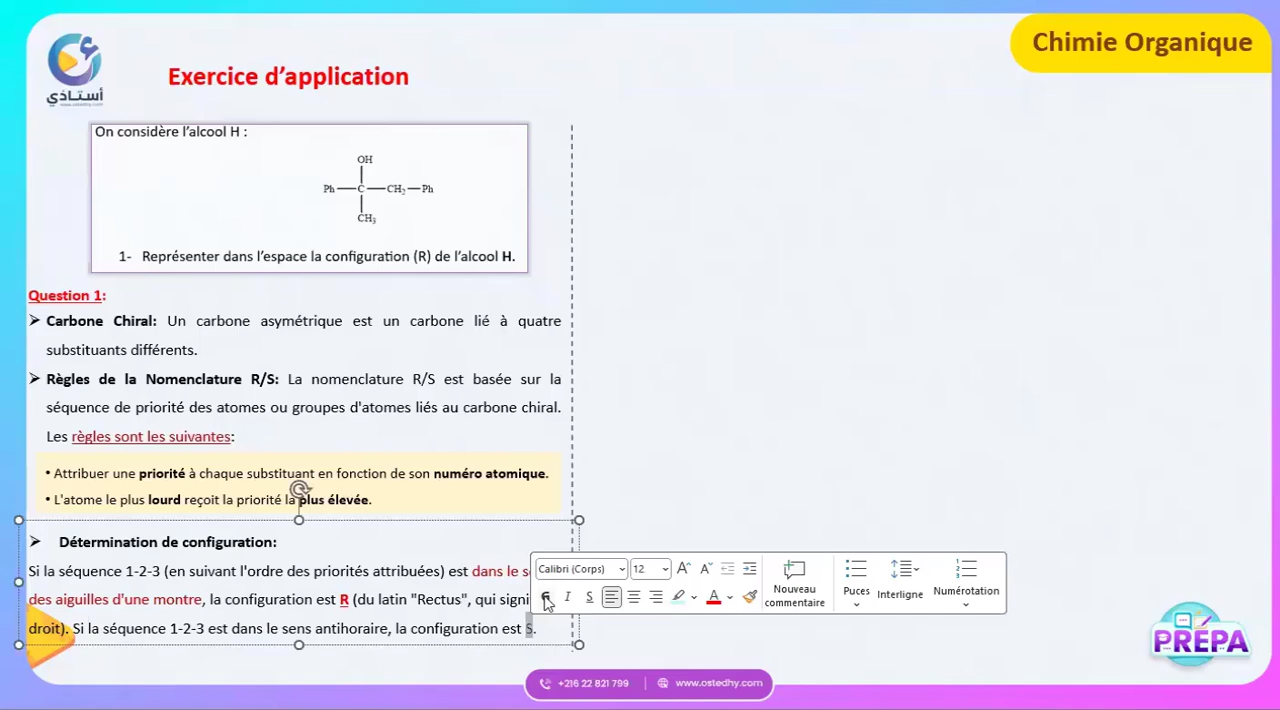 Chimie Organique
أستاذي
www.ostedhy.com
Exercice d’application
On considère l’alcool H :
OH
Ph—C—CH2—Ph
CH3
1- Représenter dans l’espace la configuration (R) de l’alcool H.
Question 1:
➢ Carbone Chiral: Un carbone asymétrique est un carbone lié à quatre
substituants différents.
➢ Règles de la Nomenclature R/S: La nomenclature R/S est basée sur la
séquence de priorité des atomes ou groupes d'atomes liés au carbone chiral.
Les règles sont les suivantes:
• Attribuer une priorité à chaque substituant en fonction de son numéro atomique.
• L'atome le plus lourd reçoit la priorité la plus élevée.
➢ Détermination de configuration:
Si la séquence 1-2-3 (en suivant l'ordre des priorités attribuées) est dans le
des aiguilles d'une montre, la configuration est R (du latin "Rectus", qui
droit). Si la séquence 1-2-3 est dans le sens antihoraire, la configuration est S.
Calibri (Corps) 12 A A
G I S A
Nouveau
commentaire
Puces
Interligne
Numérotation
PRÉPA
+216 22 821 799 www.ostedhy.com